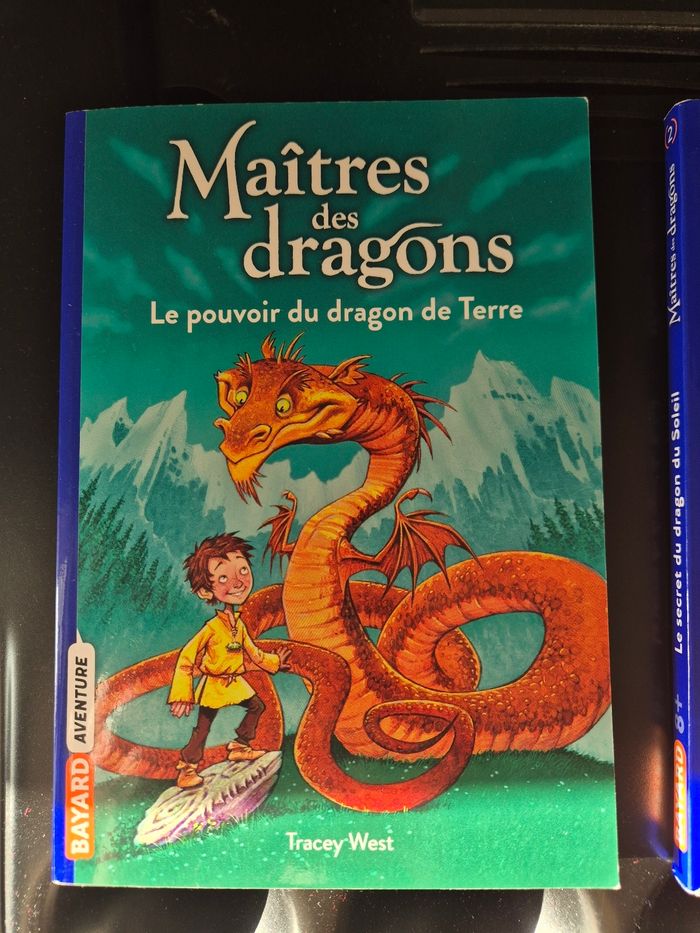 Maîtres
des
dragons
Le pouvoir du dragon de Terre
BAYARD AVENTURE
Tracey West
BAYARD 8+ Le secret du dragon du Soleil Maîtres des dragons 2